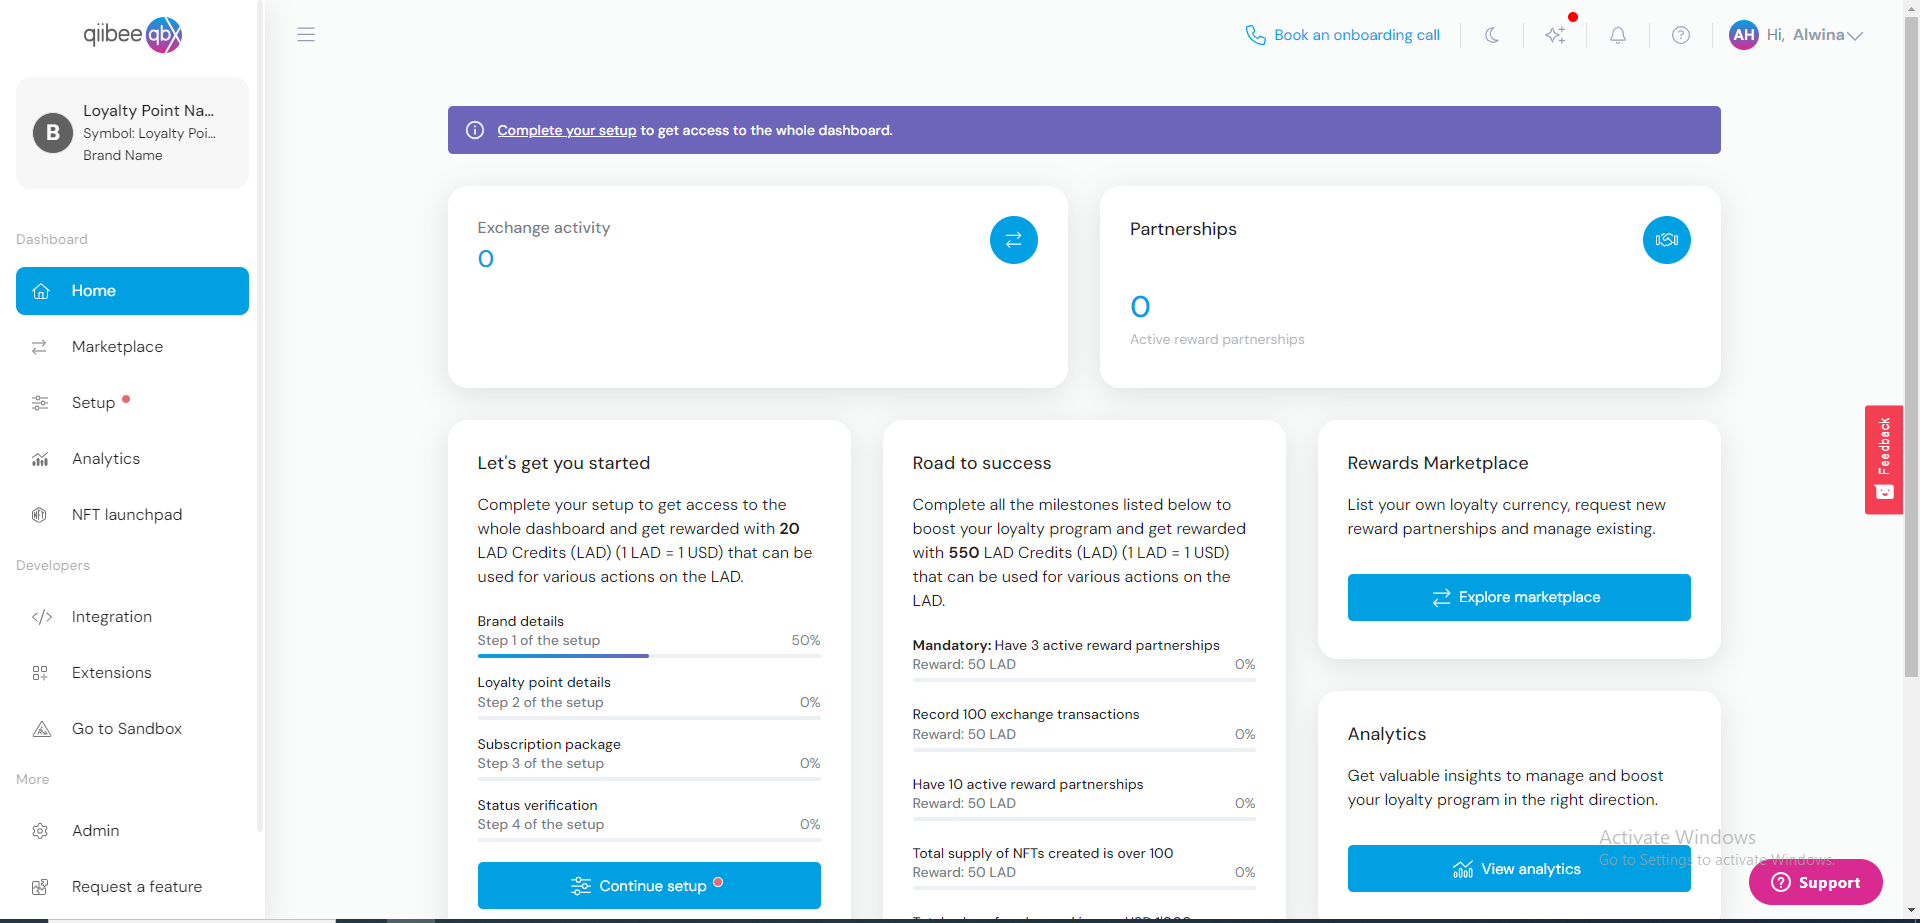 qiibee qbx
Loyalty Point Na...
Symbol: Loyalty Poi...
Brand Name
B
Dashboard
Home
Marketplace
Setup
Analytics
NFT launchpad
Developers
Integration
Extensions
Go to Sandbox
More
Admin
Request a feature
Book an onboarding call
AH Hi, Alwina
Complete your setup to get access to the whole dashboard.
Exchange activity
0
Partnerships
0
Active reward partnerships
Let's get you started
Complete your setup to get access to the
whole dashboard and get rewarded with 20
LAD Credits (LAD) (1 LAD = 1 USD) that can be
used for various actions on the LAD.
Brand details
Step 1 of the setup 50%
Loyalty point details
Step 2 of the setup 0%
Subscription package
Step 3 of the setup 0%
Status verification
Step 4 of the setup 0%
Continue setup
Road to success
Complete all the milestones listed below to
boost your loyalty program and get rewarded
with 550 LAD Credits (LAD) (1 LAD = 1 USD)
that can be used for various actions on the
LAD.
Mandatory: Have 3 active reward partnerships
Reward: 50 LAD 0%
Record 100 exchange transactions
Reward: 50 LAD 0%
Have 10 active reward partnerships
Reward: 50 LAD 0%
Total supply of NFTs created is over 100
Reward: 50 LAD 0%
Rewards Marketplace
List your own loyalty currency, request new
reward partnerships and manage existing.
Explore marketplace
Analytics
Get valuable insights to manage and boost
your loyalty program in the right direction.
View analytics
Activate Windows
Go to Settings to activate Windows.
Feedback
Support